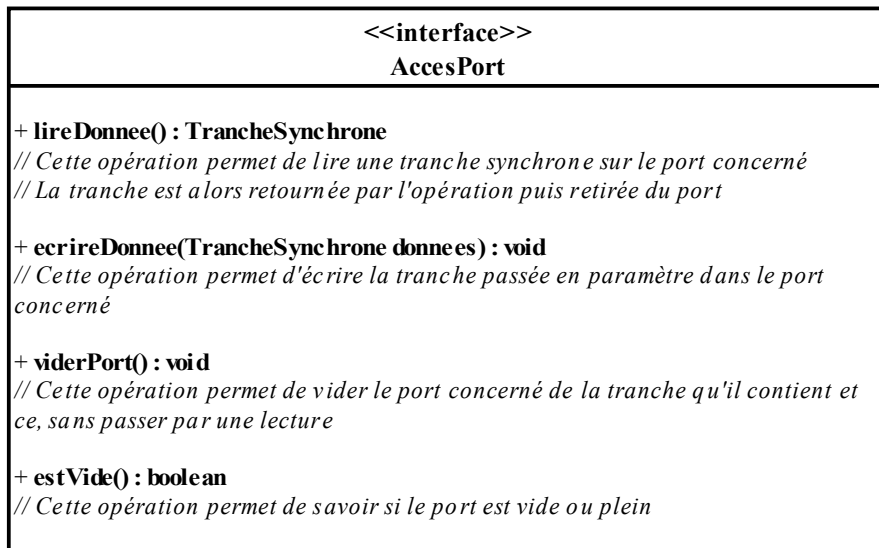 <<interface>>
AccesPort
+ lireDonnee() : TrancheSynchrone
// Cette opération permet de lire une tranche synchrone sur le port concerné
// La tranche est alors retournée par l'opération puis retirée du port
+ ecrireDonnee(TrancheSynchrone donnees) : void
// Cette opération permet d'écrire la tranche passée en paramètre dans le port
concerné
+ viderPort() : void
// Cette opération permet de vider le port concerné de la tranche qu'il contient et
ce, sans passer par une lecture
+ estVide() : boolean
// Cette opération permet de savoir si le port est vide ou plein